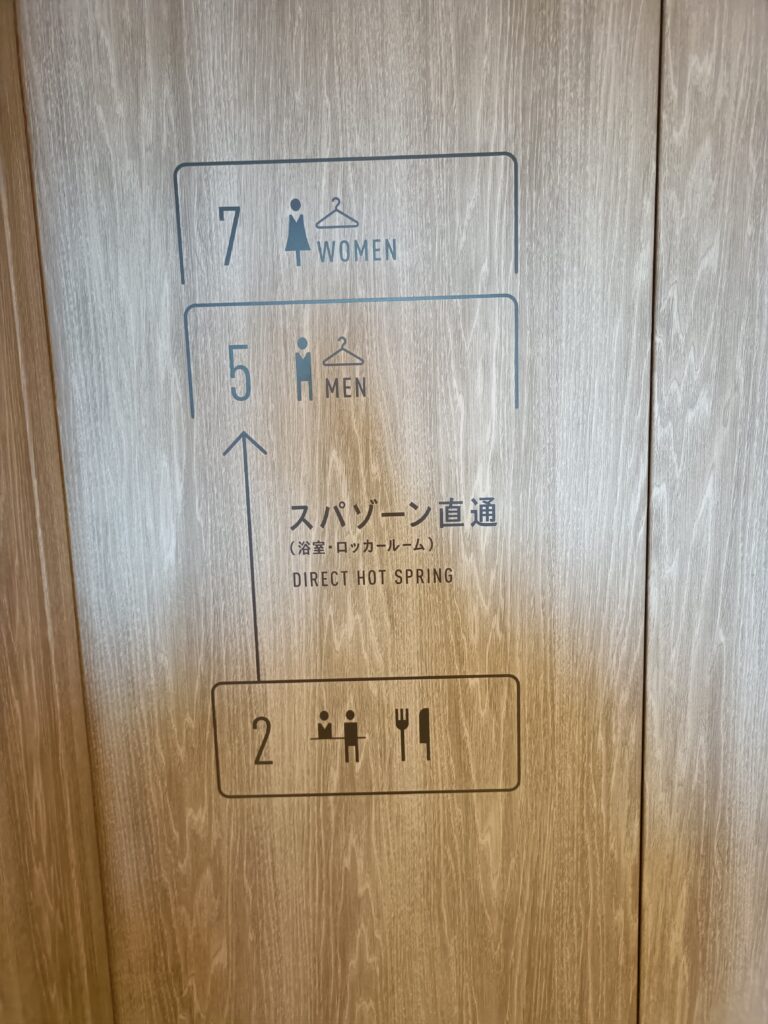 7 WOMEN
5 MEN
スパゾーン直通
(浴室・ロッカールーム)
DIRECT HOT SPRING
2